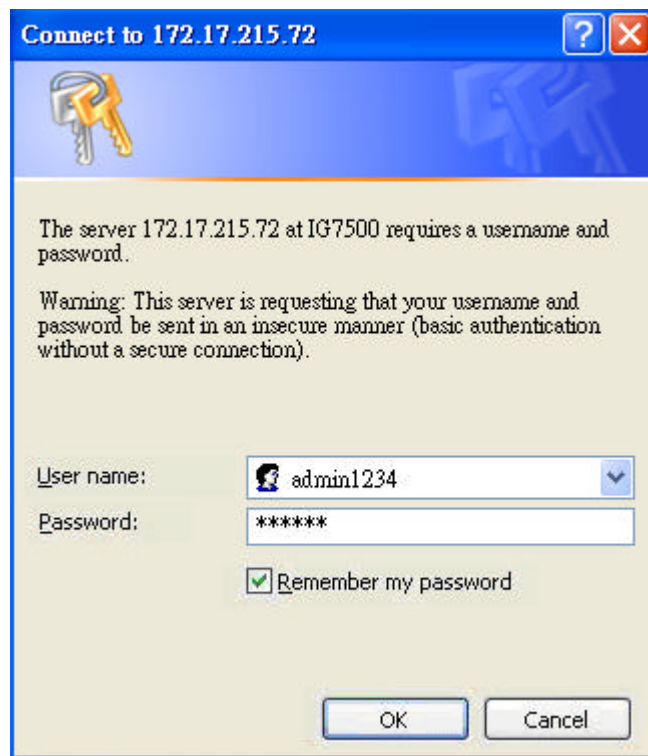 Connect to 172.17.215.72
The server 172.17.215.72 at IG7500 requires a username and
password.
Warning: This server is requesting that your username and
password be sent in an insecure manner (basic authentication
without a secure connection).
User name:
admin1234
Password:
******
Remember my password
OK
Cancel